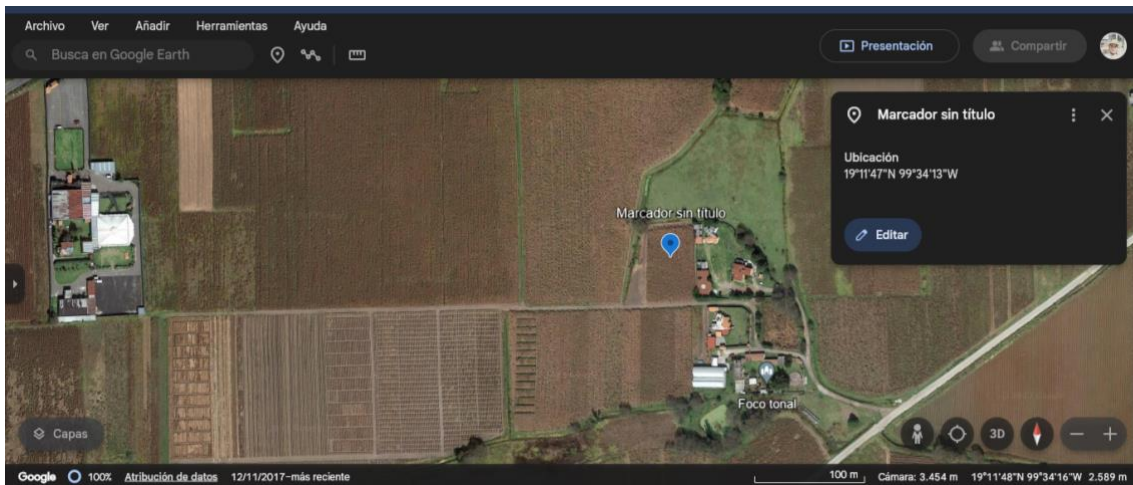 Archivo Ver Añadir Herramientas Ayuda
Busca en Google Earth
Presentación
Compartir
Marcador sin título
Ubicación
19°11'47"N 99°34'13"W
Editar
Marcador sin título
Foco tonal
Capas
3D
Google 100% Atribución de datos 12/11/2017–más reciente 100 m Cámara: 3.454 m 19°11'48"N 99°34'16"W 2.589 m